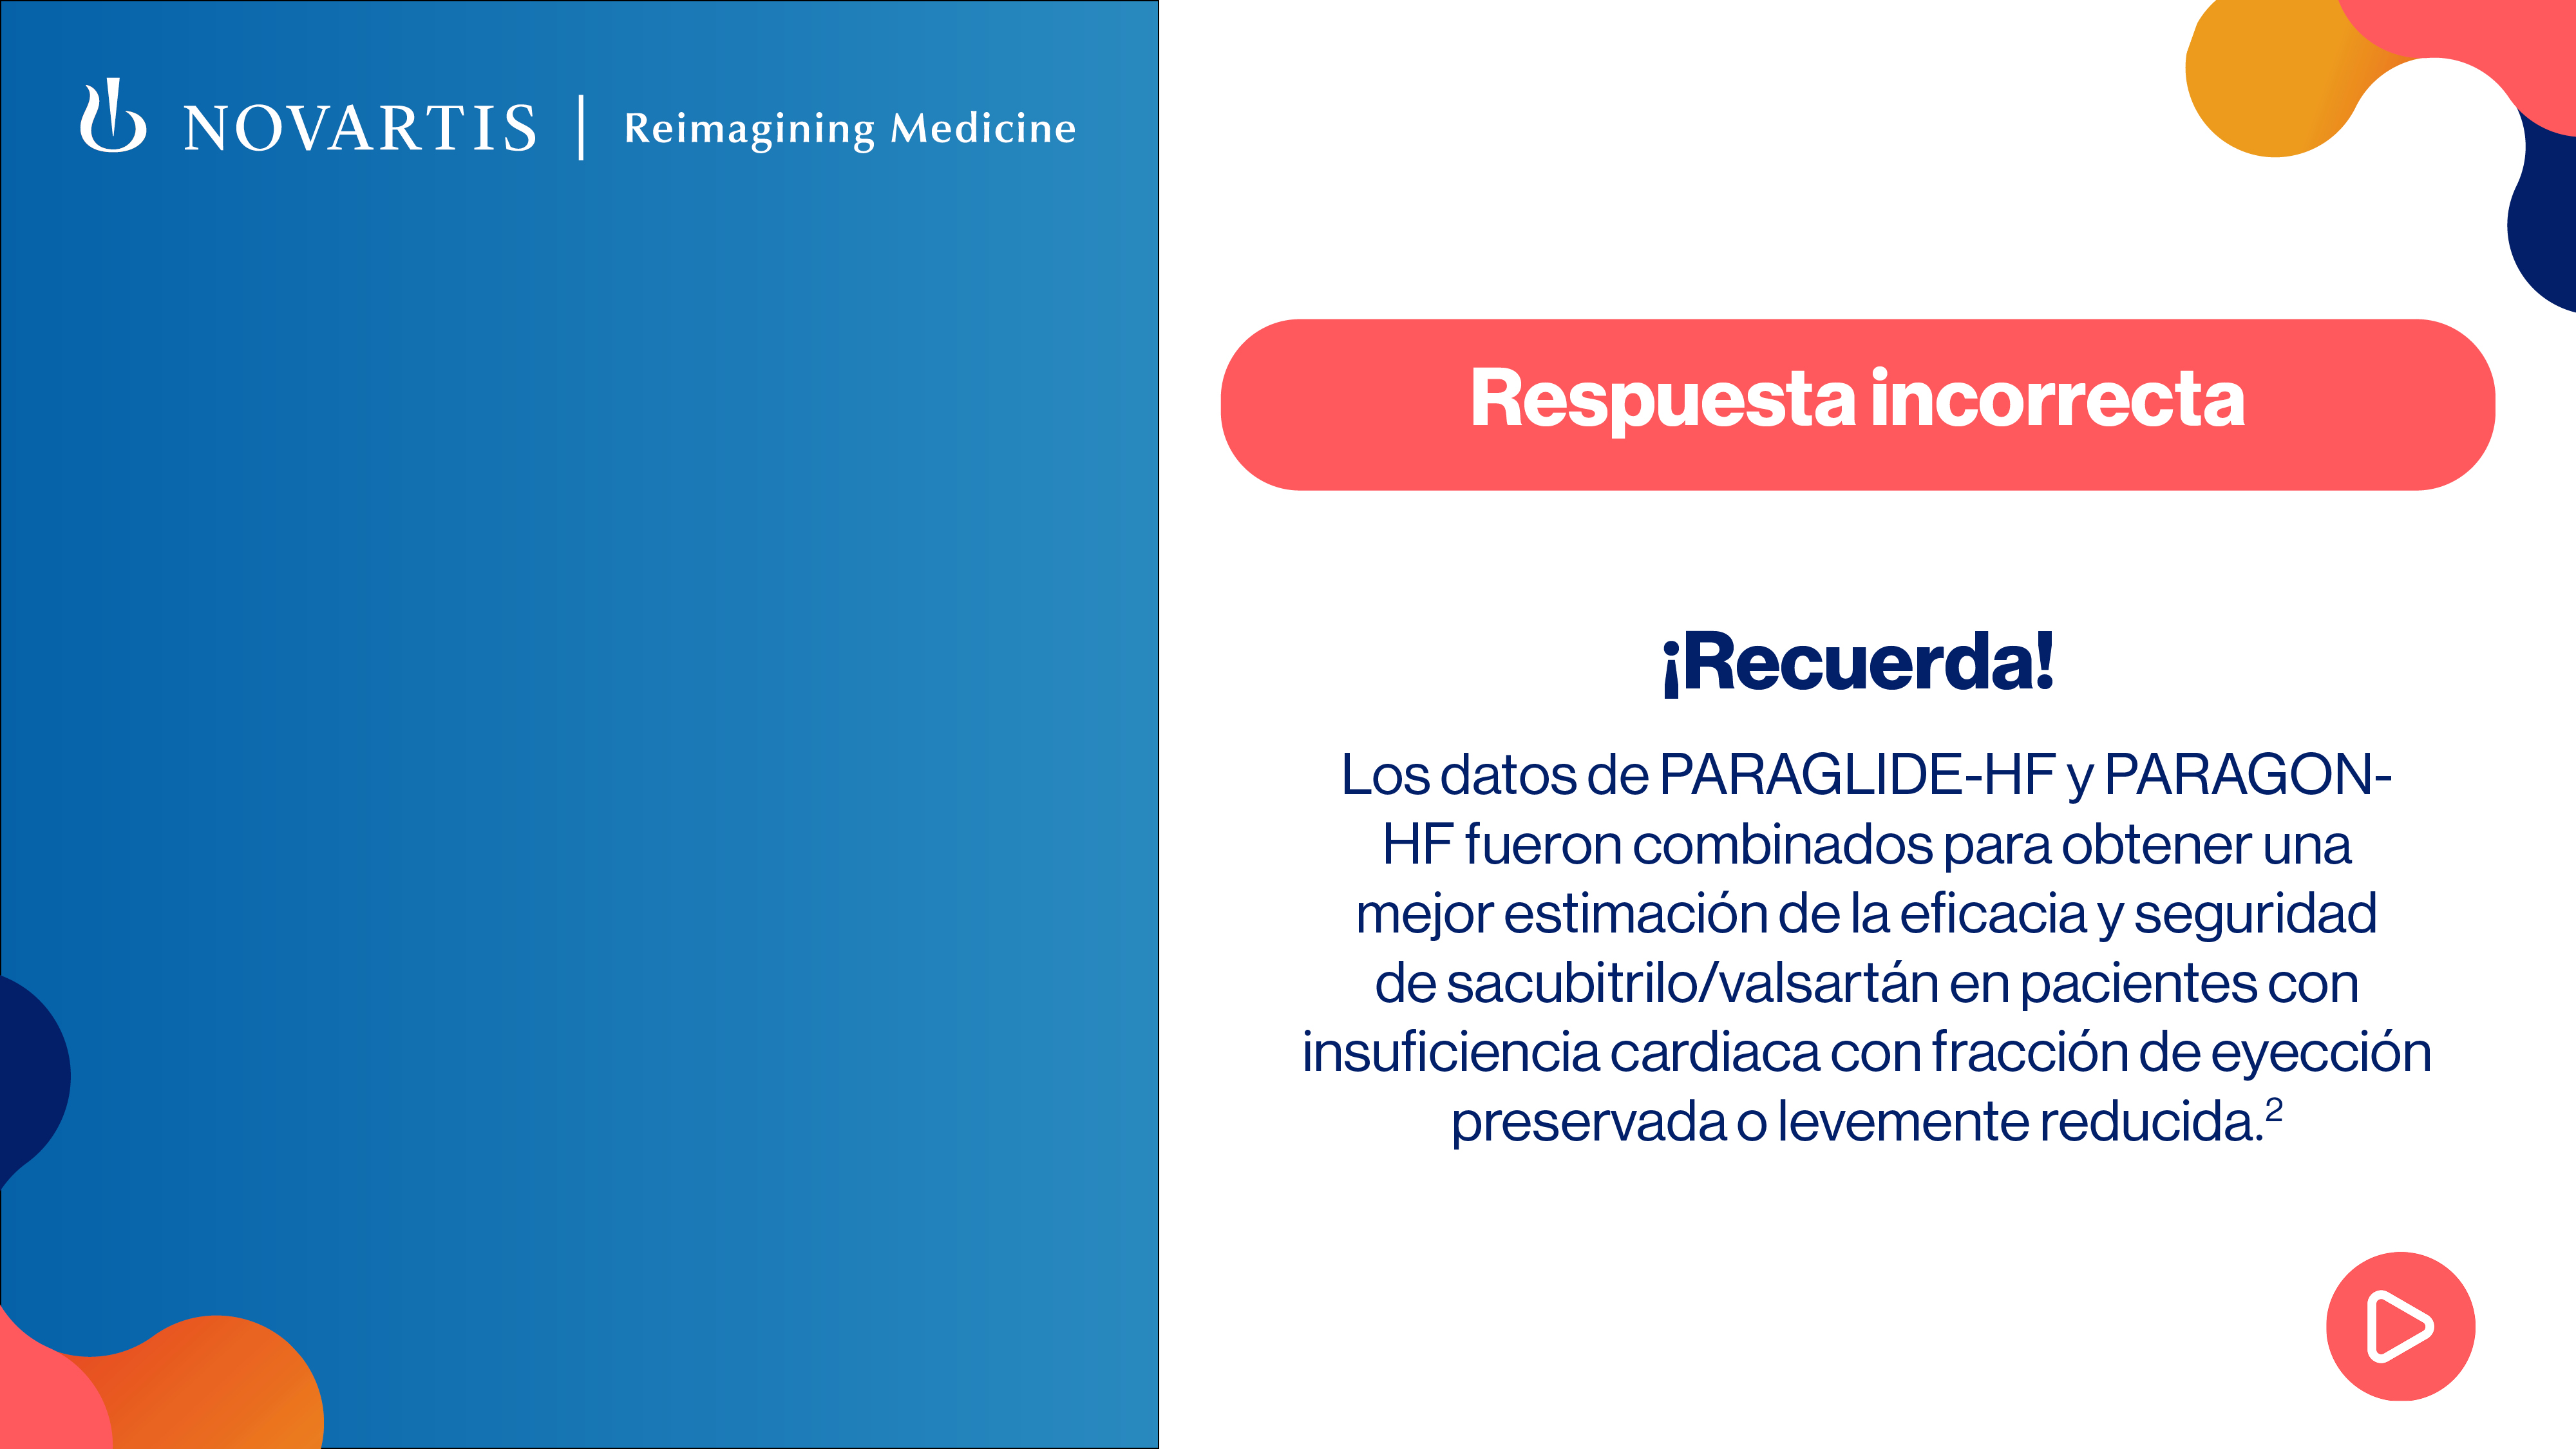 NOVARTIS | Reimagining Medicine
Respuesta incorrecta
¡Recuerda!
Los datos de PARAGLIDE-HF y PARAGON-
HF fueron combinados para obtener una
mejor estimación de la eficacia y seguridad
de sacubitrilo/valsartán en pacientes con
insuficiencia cardiaca con fracción de eyección
preservada o levemente reducida.²